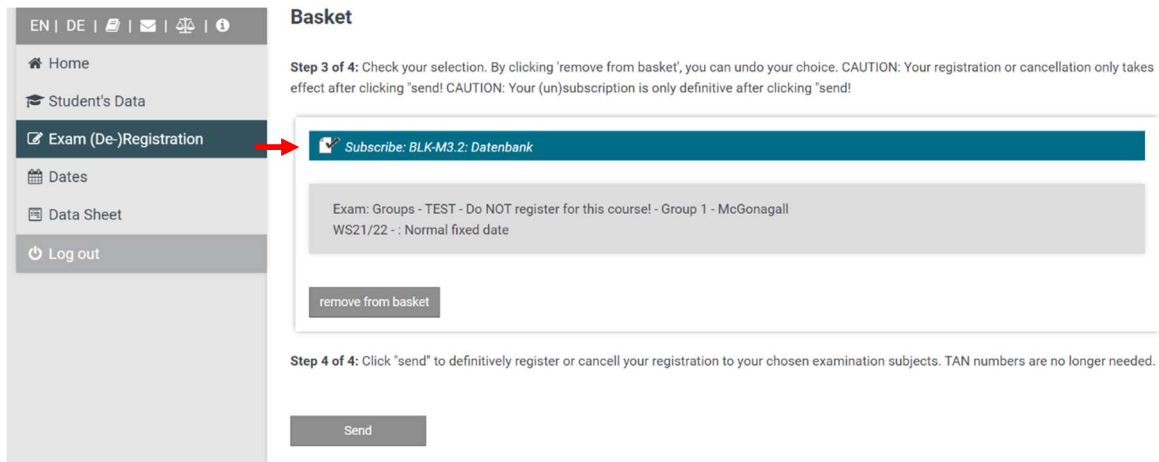 EN | DE | | | |
Home
Student's Data
Exam (De-)Registration
Dates
Data Sheet
Log out
Basket
Step 3 of 4: Check your selection. By clicking 'remove from basket', you can undo your choice. CAUTION: Your registration or cancellation only takes
effect after clicking "send! CAUTION: Your (un)subscription is only definitive after clicking "send!
Subscribe: BLK-M3.2: Datenbank
Exam: Groups - TEST - Do NOT register for this course! - Group 1 - McGonagall
WS21/22 - : Normal fixed date
remove from basket
Step 4 of 4: Click "send" to definitively register or cancell your registration to your chosen examination subjects. TAN numbers are no longer needed.
Send